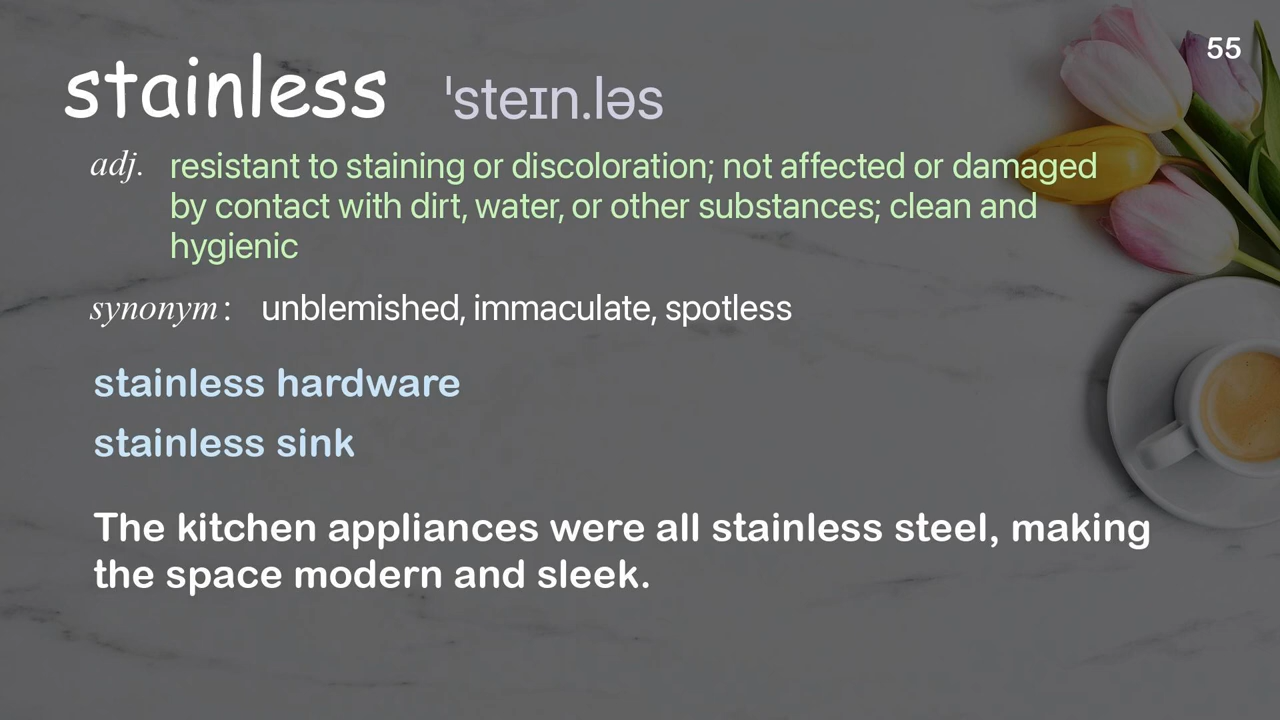 55
stainless ˈsteɪn.ləs
adj. resistant to staining or discoloration; not affected or damaged
by contact with dirt, water, or other substances; clean and
hygienic
synonym: unblemished, immaculate, spotless
stainless hardware
stainless sink
The kitchen appliances were all stainless steel, making
the space modern and sleek.